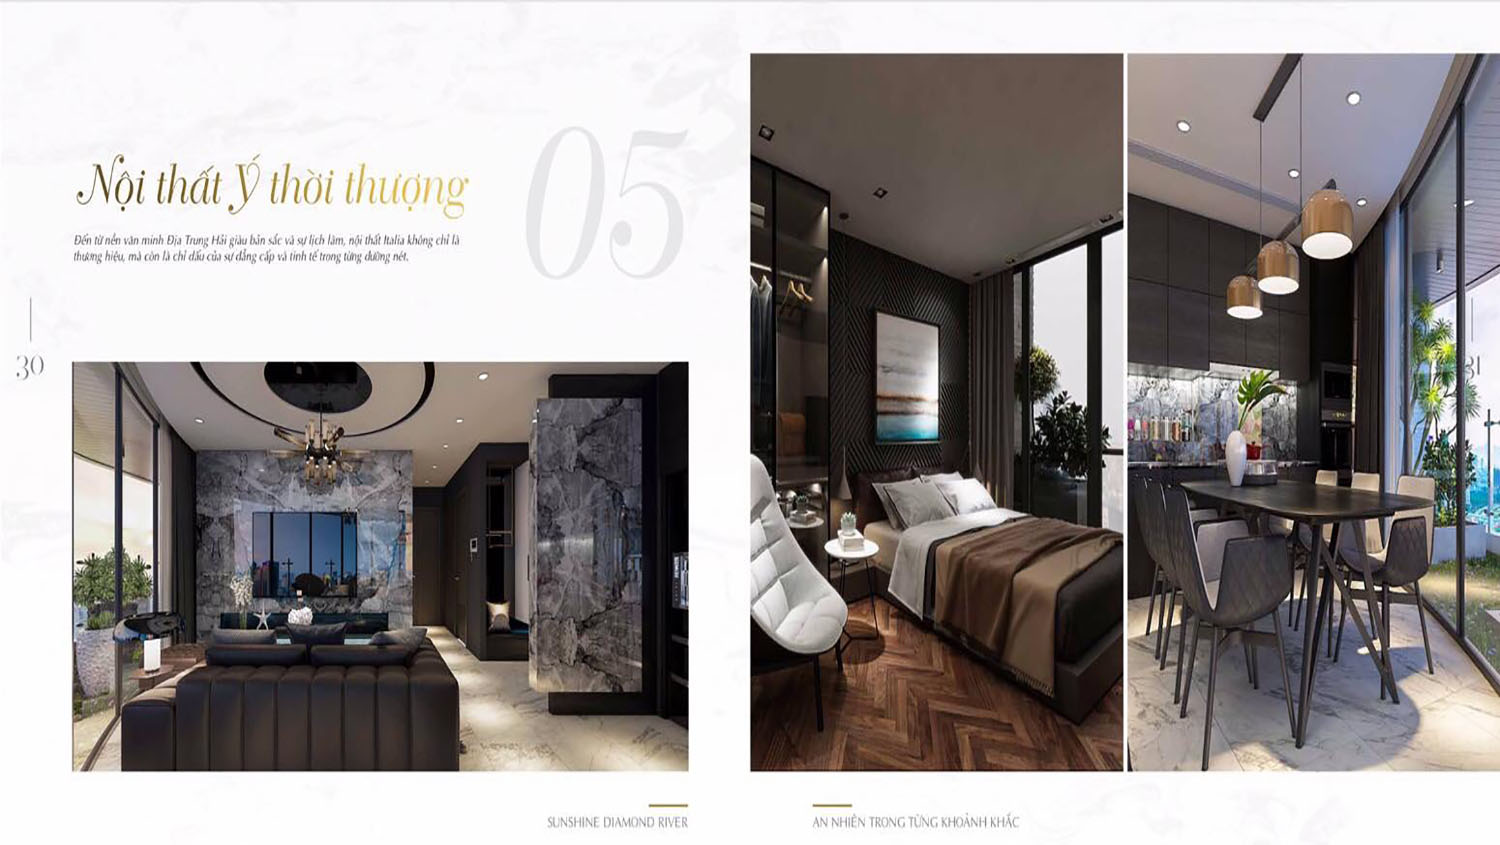 05
Nội thất Ý thời thượng
Đến từ nền văn minh Địa Trung Hải giàu bản sắc và sự lịch lãm, nội thất Italia không chỉ là
thương hiệu, mà còn là chỉ dấu của sự đẳng cấp và tinh tế trong từng đường nét.
30
31
SUNSHINE DIAMOND RIVER
AN NHIÊN TRONG TỪNG KHOẢNH KHẮC